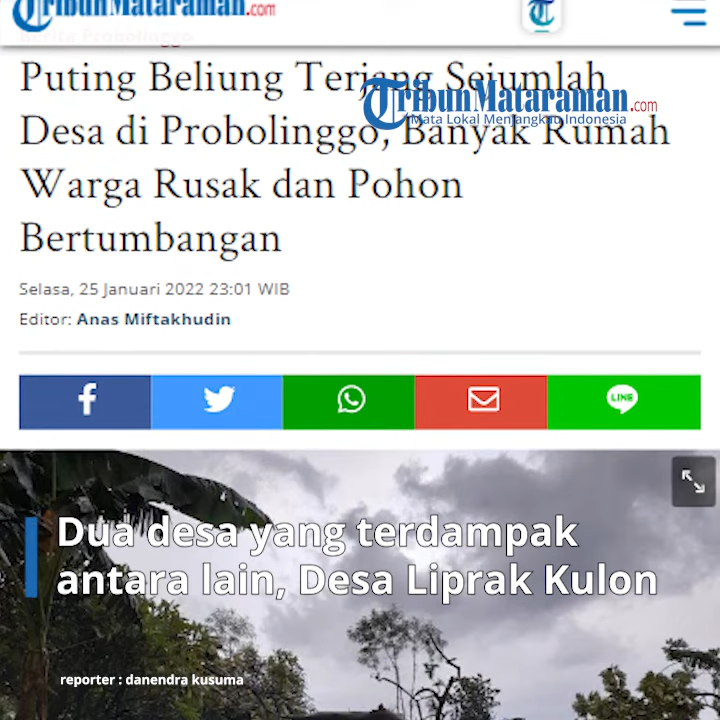 TribunMataraman.com
Berita Probolinggo
Puting Beliung Terjang Sejumlah
TribunMataraman.com
Mata Lokal Menjangkau Indonesia
Desa di Probolinggo, Banyak Rumah
Warga Rusak dan Pohon
Bertumbangan
Selasa, 25 Januari 2022 23:01 WIB
Editor: Anas Miftakhudin
LINE
Dua desa yang terdampak
antara lain, Desa Liprak Kulon
reporter : danendra kusuma